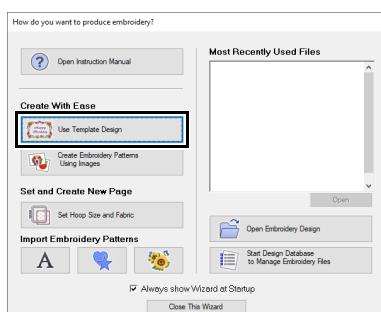 How do you want to produce embroidery?
Open Instruction Manual
Create With Ease
Use Template Design
Create Embroidery Patterns
Using Images
Set and Create New Page
Set Hoop Size and Fabric
Import Embroidery Patterns
A
Most Recently Used Files
Open
Open Embroidery Design
Start Design Database
to Manage Embroidery Files
Always show Wizard at Startup
Close This Wizard